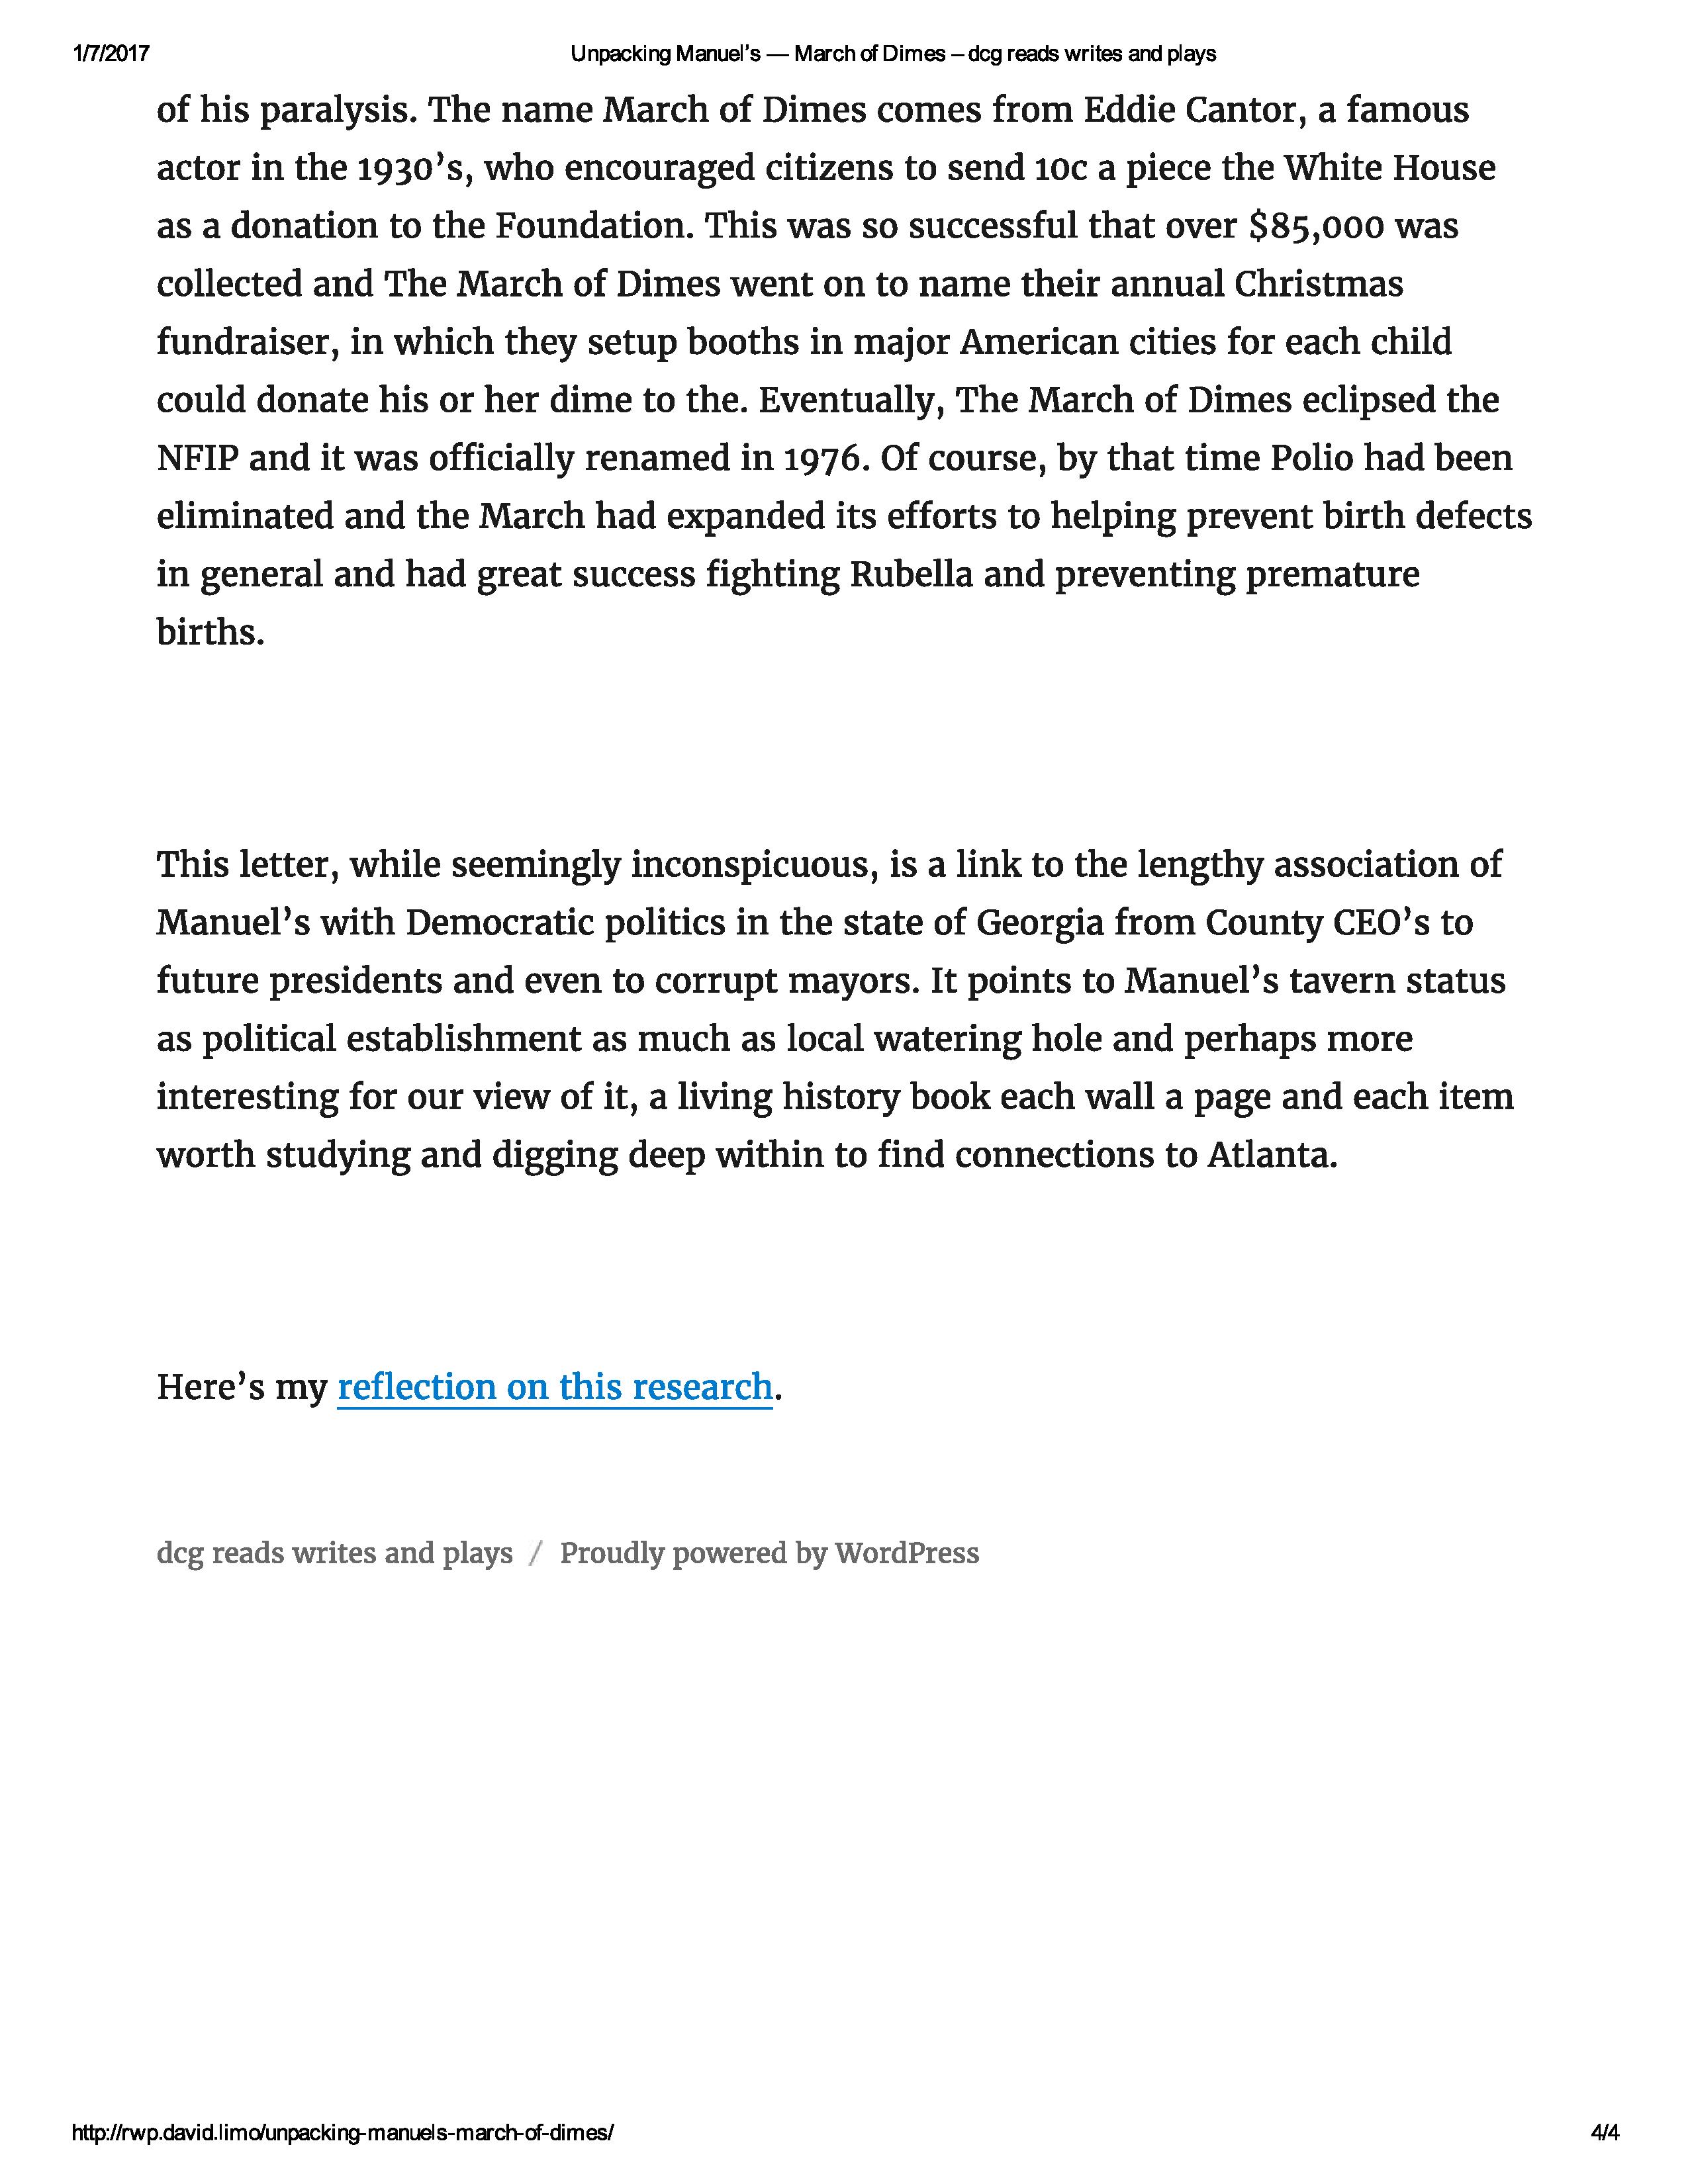 1/7/2017 Unpacking Manuel's — March of Dimes – dcg reads writes and plays
of his paralysis. The name March of Dimes comes from Eddie Cantor, a famous
actor in the 1930's, who encouraged citizens to send 10c a piece the White House
as a donation to the Foundation. This was so successful that over $85,000 was
collected and The March of Dimes went on to name their annual Christmas
fundraiser, in which they setup booths in major American cities for each child
could donate his or her dime to the. Eventually, The March of Dimes eclipsed the
NFIP and it was officially renamed in 1976. Of course, by that time Polio had been
eliminated and the March had expanded its efforts to helping prevent birth defects
in general and had great success fighting Rubella and preventing premature
births.
This letter, while seemingly inconspicuous, is a link to the lengthy association of
Manuel's with Democratic politics in the state of Georgia from County CEO's to
future presidents and even to corrupt mayors. It points to Manuel's tavern status
as political establishment as much as local watering hole and perhaps more
interesting for our view of it, a living history book each wall a page and each item
worth studying and digging deep within to find connections to Atlanta.
Here's my reflection on this research.
dcg reads writes and plays / Proudly powered by WordPress
http://rwp.david.limo/unpacking-manuels-march-of-dimes/ 4/4